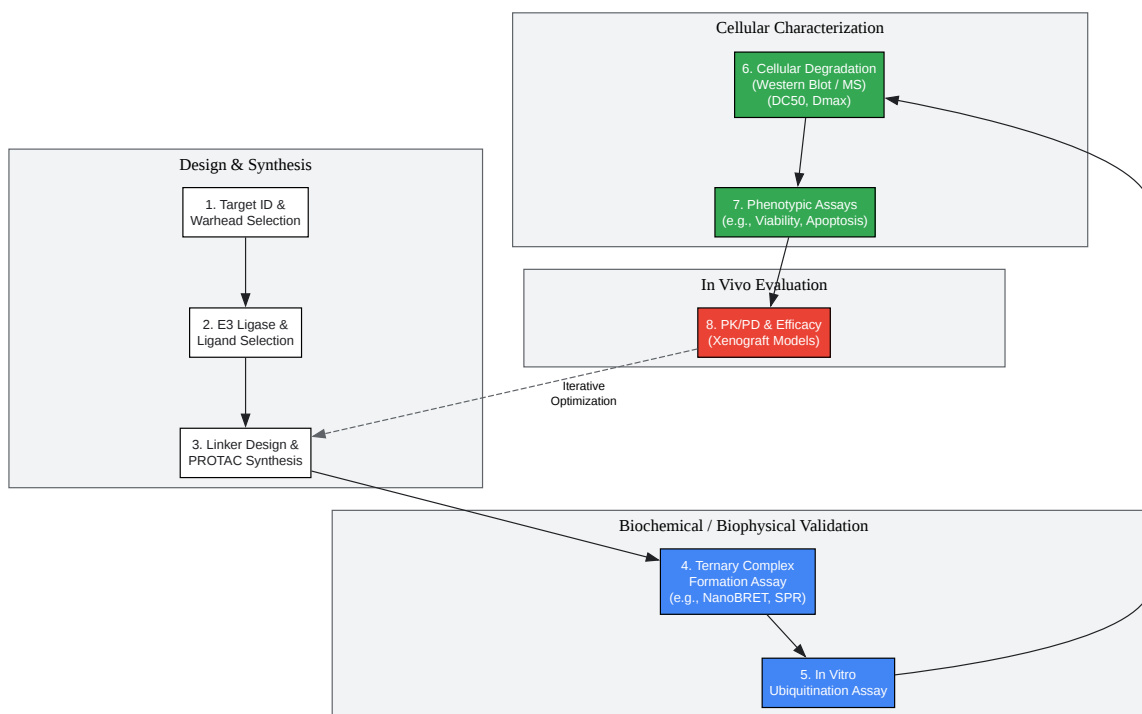 Design & Synthesis
1. Target ID &
Warhead Selection
2. E3 Ligase &
Ligand Selection
3. Linker Design &
PROTAC Synthesis
Biochemical / Biophysical Validation
4. Ternary Complex
Formation Assay
(e.g., NanoBRET, SPR)
5. In Vitro
Ubiquitination Assay
Cellular Characterization
6. Cellular Degradation
(Western Blot / MS)
(DC50, Dmax)
7. Phenotypic Assays
(e.g., Viability, Apoptosis)
In Vivo Evaluation
8. PK/PD & Efficacy
(Xenograft Models)
Iterative
Optimization